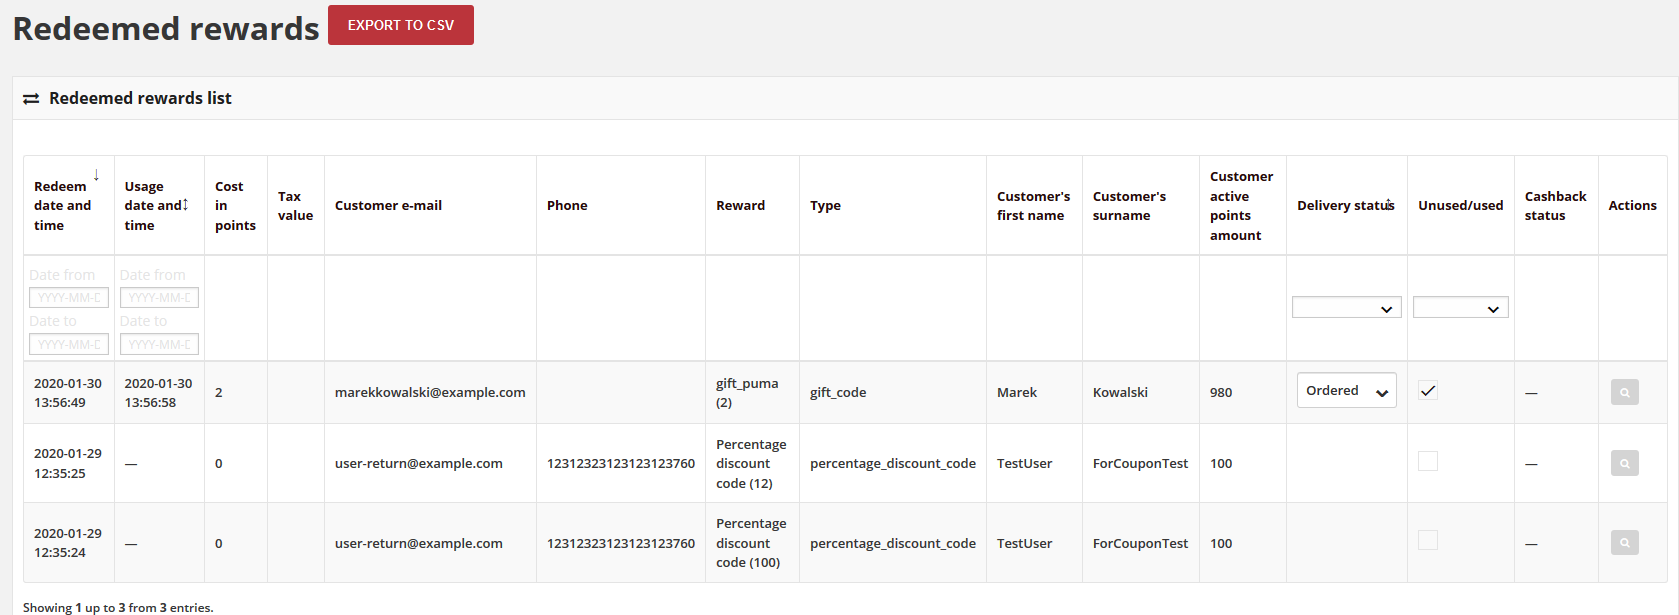 Redeemed rewards
EXPORT TO CSV
Redeemed rewards list
Redeem
date and
time
Usage
date and
time
Cost
in
points
Tax
value
Customer e-mail
Phone
Reward
Type
Customer's
first name
Customer's
surname
Customer
active
points
amount
Delivery status
Unused/used
Cashback
status
Actions
Date from
YYYY-MM-D
Date to
YYYY-MM-D
Date from
YYYY-MM-D
Date to
YYYY-MM-D
2020-01-30
13:56:49
2020-01-30
13:56:58
2
marekkowalski@example.com
gift_puma
(2)
gift_code
Marek
Kowalski
980
Ordered
—
2020-01-29
12:35:25
—
0
user-return@example.com
12312323123123123760
Percentage
discount
code (12)
percentage_discount_code
TestUser
ForCouponTest
100
—
2020-01-29
12:35:24
—
0
user-return@example.com
12312323123123123760
Percentage
discount
code (100)
percentage_discount_code
TestUser
ForCouponTest
100
—
Showing 1 up to 3 from 3 entries.